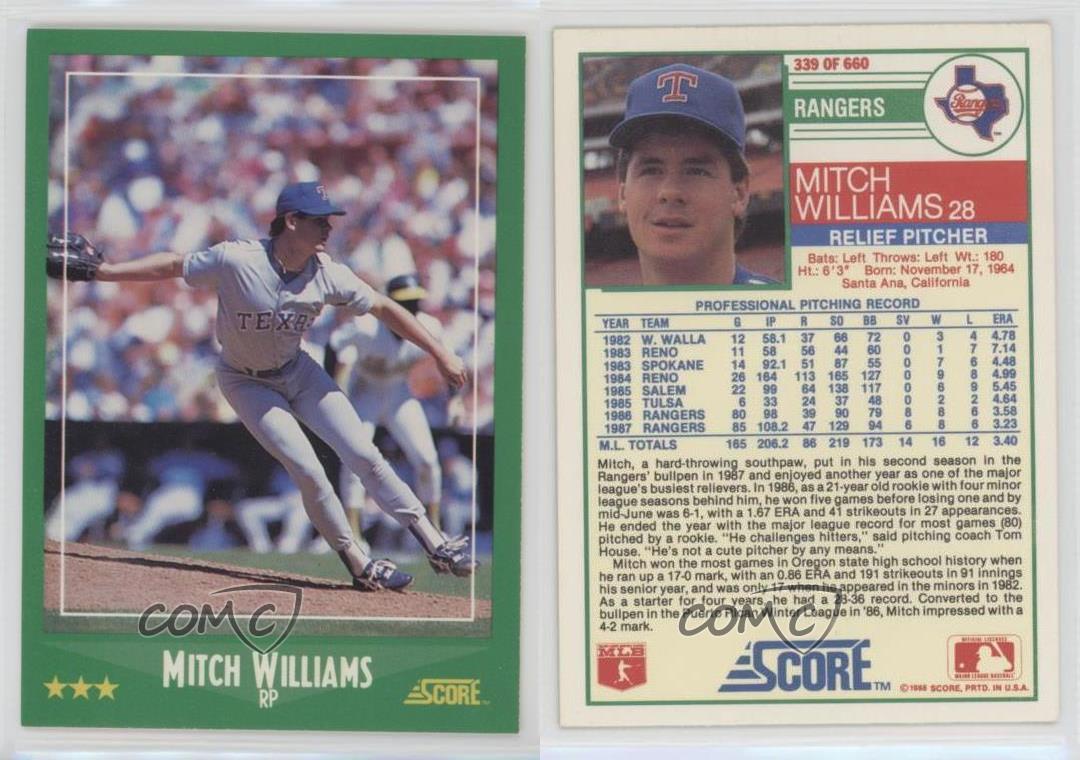 TEXAS
T
COMC
MITCH WILLIAMS
RP
SCORE™
339 OF 660
RANGERS
Rangers
T
MITCH
WILLIAMS 28
RELIEF PITCHER
Bats: Left Throws: Left Wt.: 180
Ht.: 6'3" Born: November 17, 1964
Santa Ana, California
PROFESSIONAL PITCHING RECORD
YEAR TEAM G IP R SO BB SV W L ERA
1982 W. WALLA 12 58.1 37 66 72 0 3 4 4.78
1983 RENO 11 58 56 44 60 0 1 7 7.14
1983 SPOKANE 14 92.1 51 87 55 0 7 6 4.48
1984 RENO 26 164 113 165 127 0 9 8 4.99
1985 SALEM 22 99 64 138 117 0 6 9 5.45
1985 TULSA 6 33 24 37 48 0 2 2 4.64
1986 RANGERS 80 98 39 90 79 8 8 6 3.58
1987 RANGERS 85 108.2 47 129 94 6 8 6 3.23
M.L. TOTALS 165 206.2 86 219 173 14 16 12 3.40
Mitch, a hard-throwing southpaw, put in his second season in the
Rangers' bullpen in 1987 and enjoyed another year as one of the major
league's busiest relievers. In 1986, as a 21-year old rookie with four minor
league seasons behind him, he won five games before losing one and by
mid-June was 6-1, with a 1.67 ERA and 41 strikeouts in 27 appearances.
He ended the year with the major league record for most games (80)
pitched by a rookie. "He challenges hitters," said pitching coach Tom
House. "He's not a cute pitcher by any means."
Mitch won the most games in Oregon state high school history when
he ran up a 17-0 mark, with an 0.86 ERA and 191 strikeouts in 91 innings
his senior year, and was only 17 when he appeared in the minors in 1982.
As a starter for four years, he had a 28-36 record. Converted to the
bullpen in the Puerto Rican Winter League in '86, Mitch impressed with a
4-2 mark.
COMC
MLB
SCORE™
OFFICIAL LICENSEE
MAJOR LEAGUE BASEBALL
©1988 SCORE, PRTD. IN U.S.A.